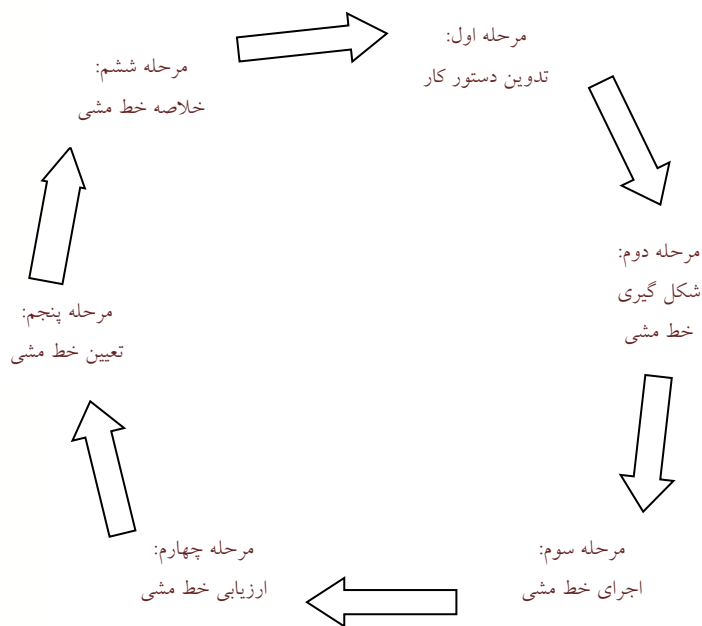 مرحله اول:
تدوین دستور کار
مرحله دوم:
شکل گیری
خط مشی
مرحله سوم:
اجرای خط مشی
مرحله چهارم:
ارزیابی خط مشی
مرحله پنجم:
تعیین خط مشی
مرحله ششم:
خلاصه خط مشی